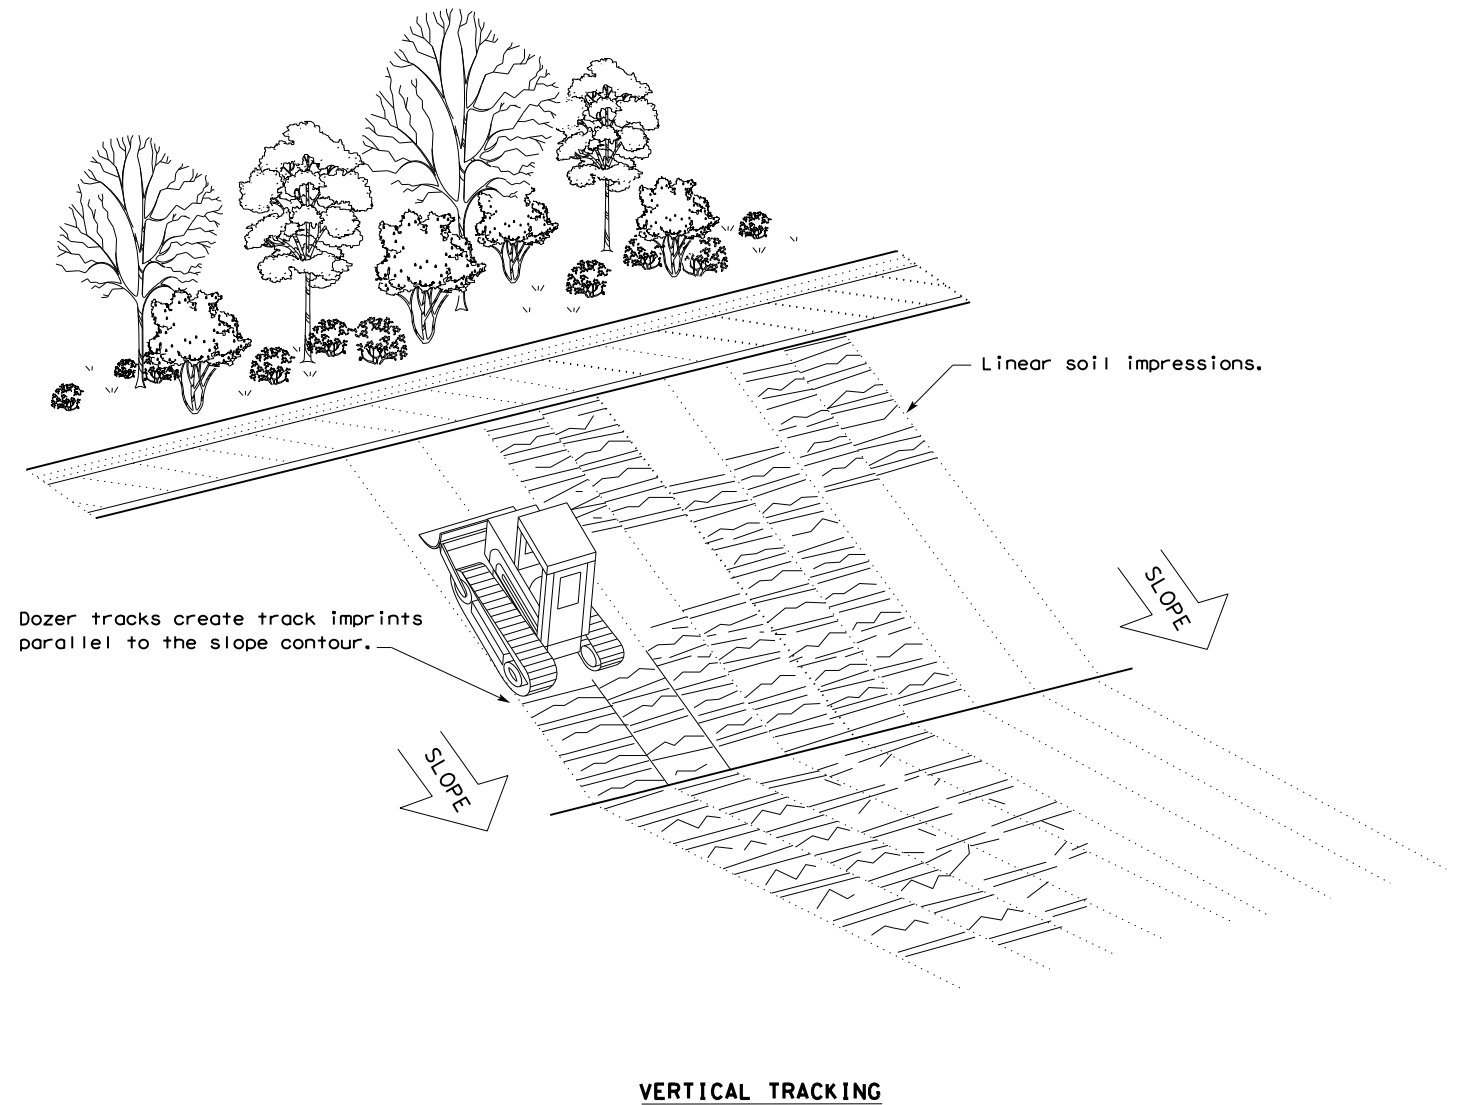 Linear soil impressions.
SLOPE
Dozer tracks create track imprints
parallel to the slope contour.
SLOPE
VERTICAL TRACKING